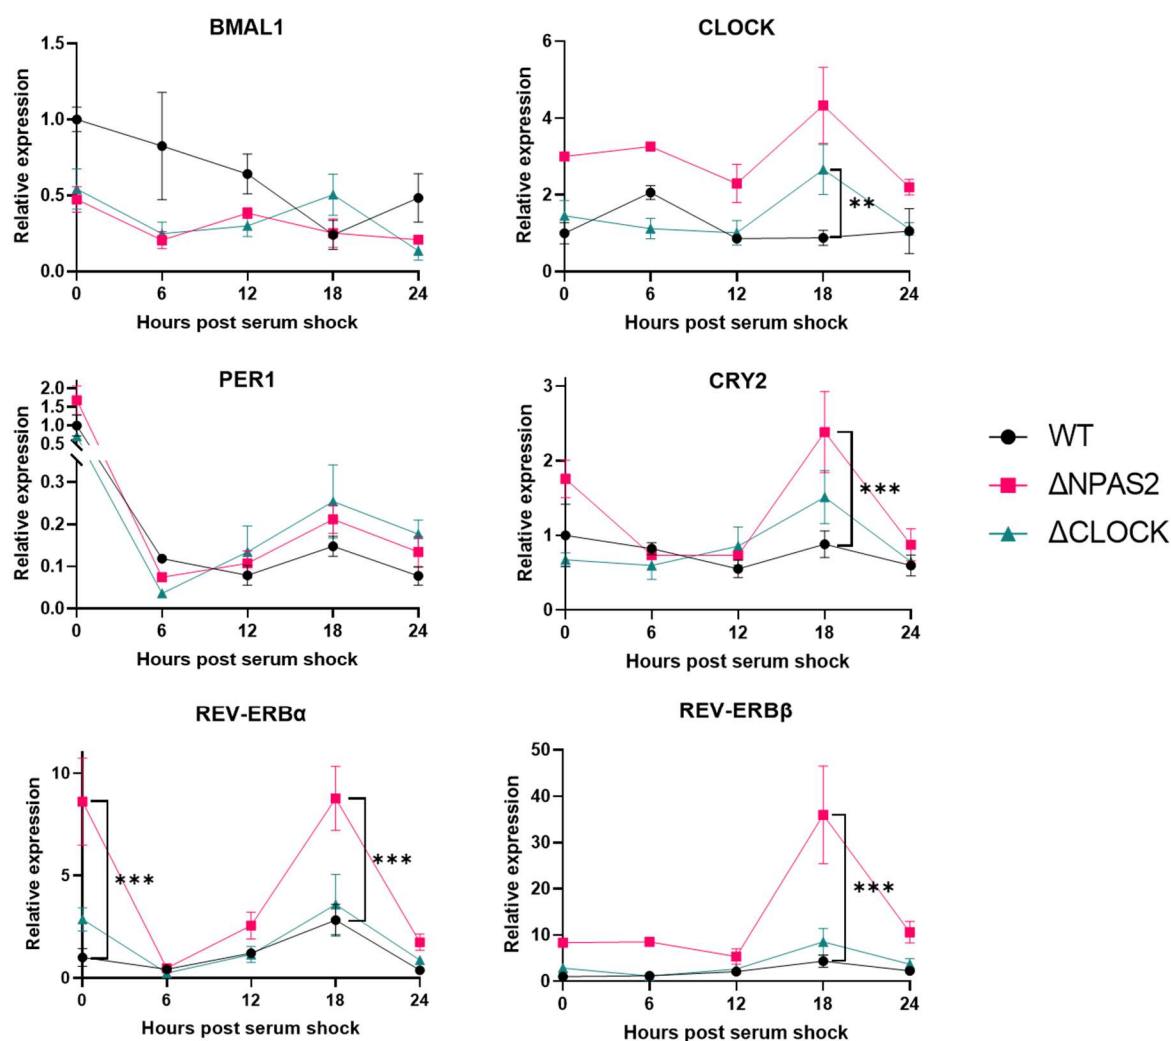 BMAL1
Relative expression
1.5
1.0
0.5
0.0
0 6 12 18 24
Hours post serum shock
CLOCK
Relative expression
6
4
2
0
**
0 6 12 18 24
Hours post serum shock
PER1
Relative expression
2.0
1.5
1.0
0.5
0.3
0.2
0.1
0.0
0 6 12 18 24
Hours post serum shock
CRY2
Relative expression
3
2
1
0
***
0 6 12 18 24
Hours post serum shock
WT
ΔNPAS2
ΔCLOCK
REV-ERBα
Relative expression
10
5
0
***
***
0 6 12 18 24
Hours post serum shock
REV-ERBβ
Relative expression
50
40
30
20
10
0
***
0 6 12 18 24
Hours post serum shock